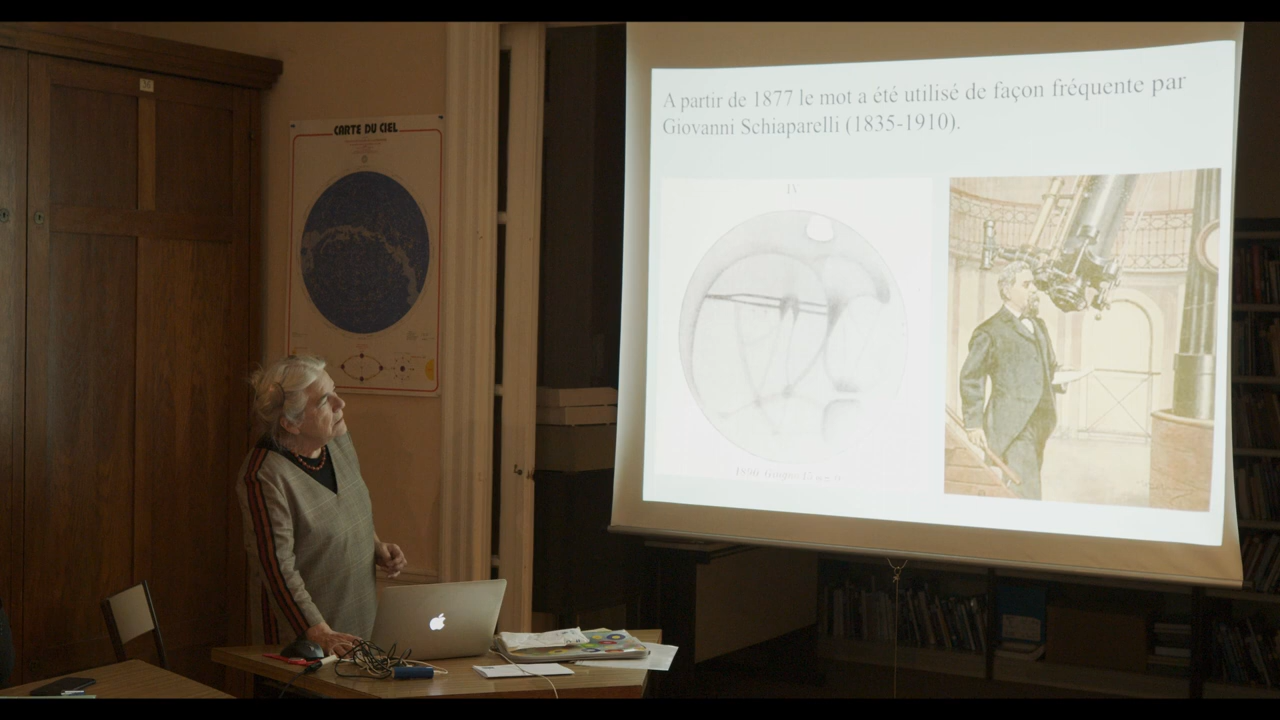 CARTE DU CIEL
A partir de 1877 le mot a été utilisé de façon fréquente par
Giovanni Schiaparelli (1835-1910).
IV